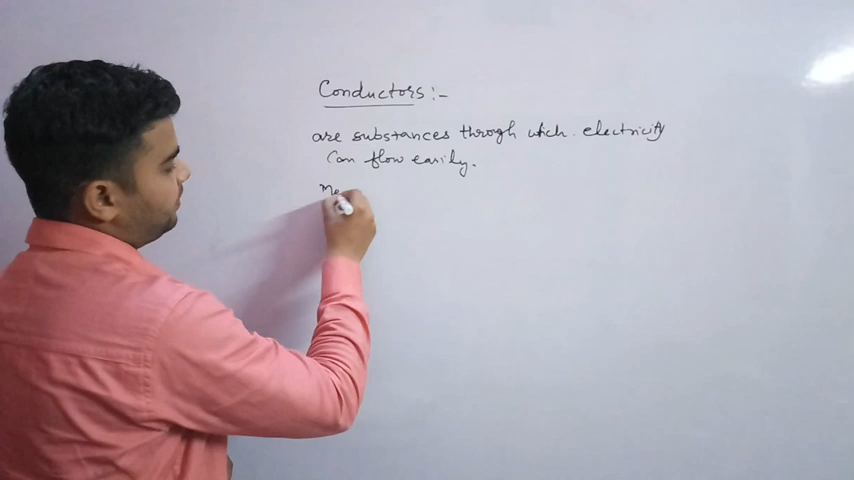 Conductors :-
are substances through which electricity
can flow easily.
Me